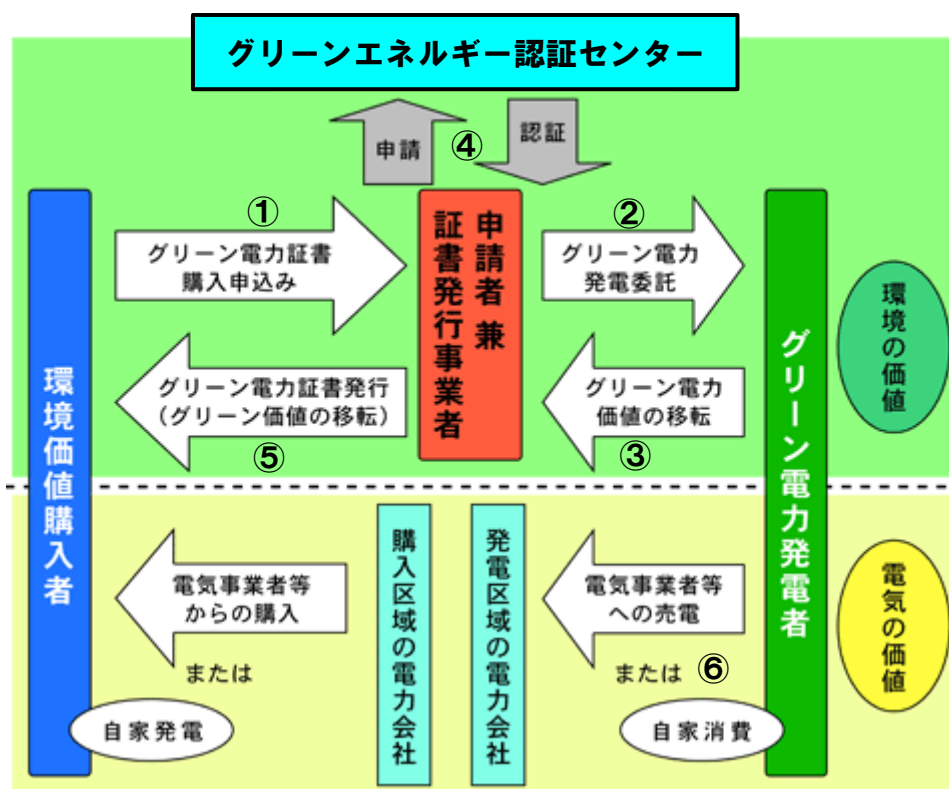 グリーンエネルギー認証センター
申請
④
認証
①
グリーン電力証書
購入申込み
申請者 兼
証書発行事業者
②
グリーン電力
発電委託
環境の価値
グリーン電力証書発行
(グリーン価値の移転)
⑤
グリーン電力
価値の移転
③
環境価値購入者
グリーン電力発電者
電気事業者等
からの購入
または
自家発電
購入区域の電力会社
発電区域の電力会社
電気事業者等
への売電
または ⑥
自家消費
電気の価値